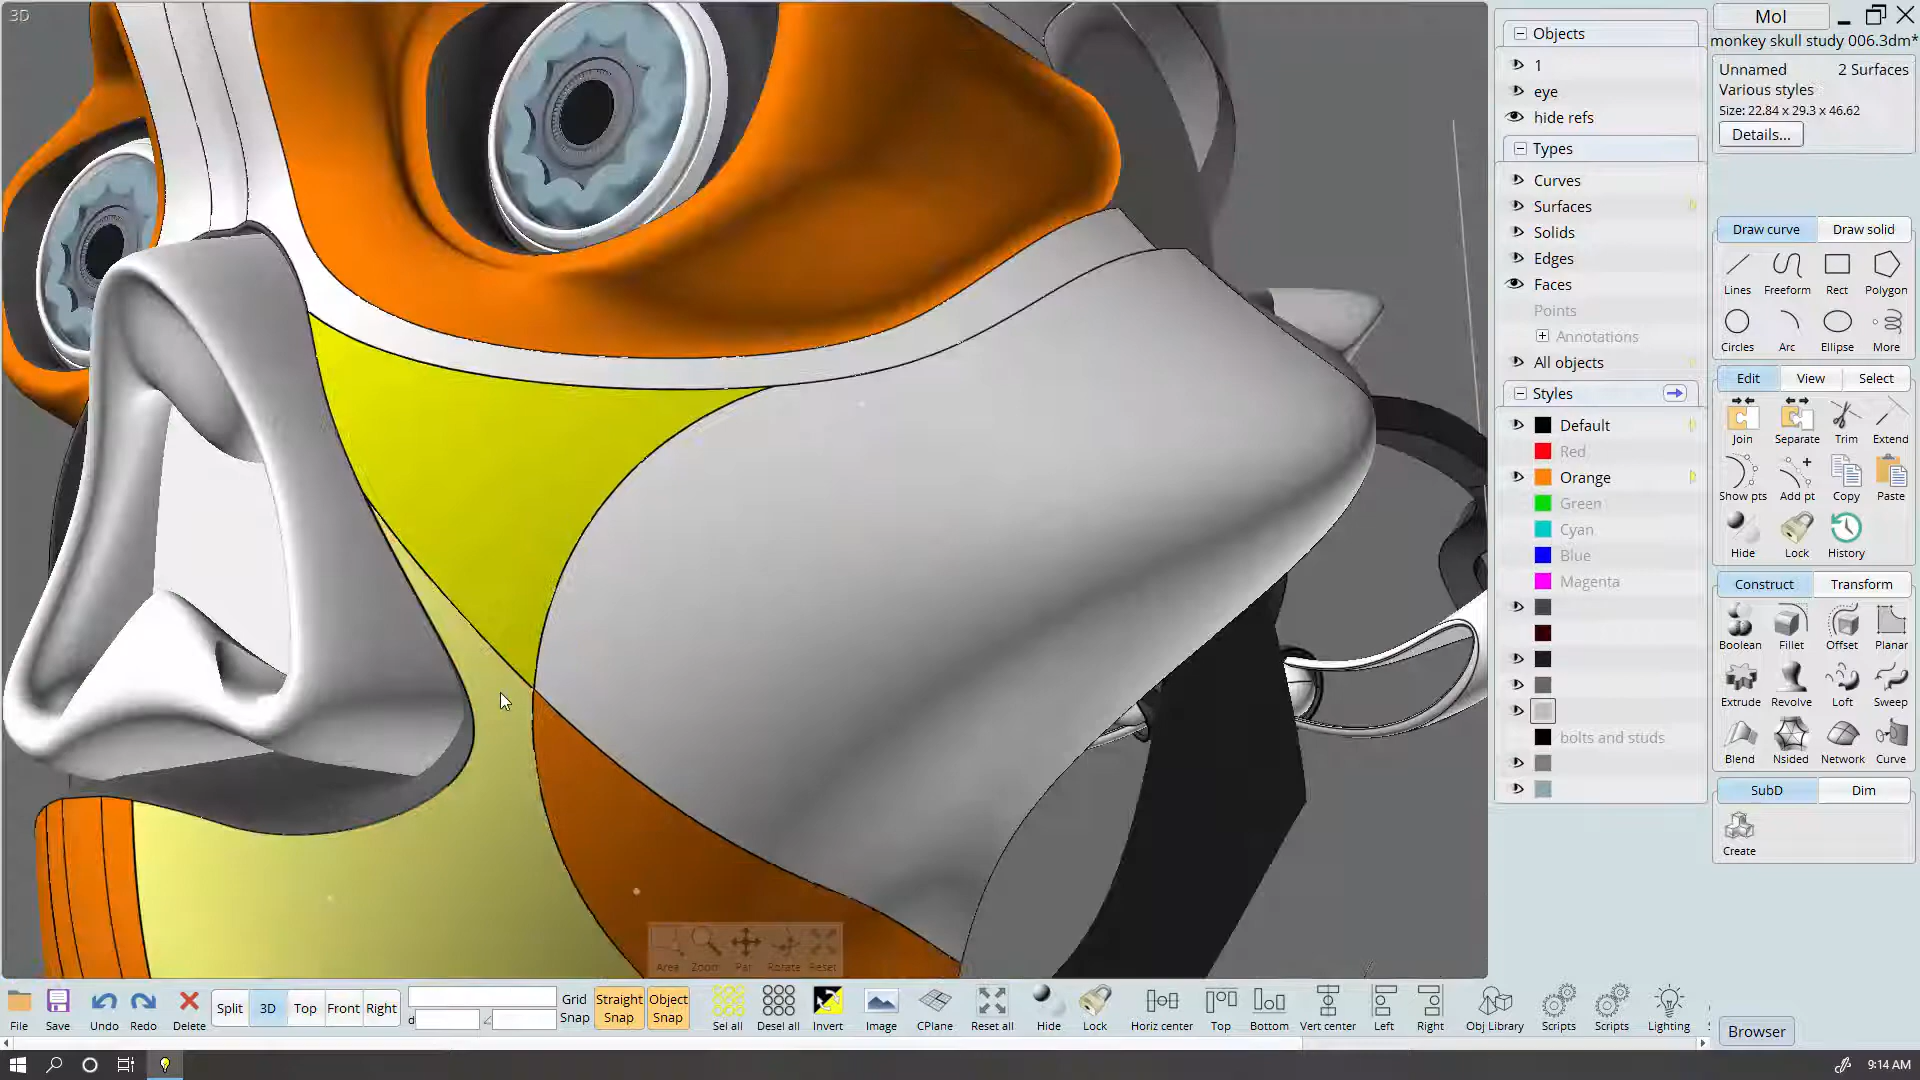 3D
MoI
monkey skull study 006.3dm*
Unnamed 2 Surfaces
Various styles
Size: 22.84 x 29.3 x 46.62
Details...
Objects
1
eye
hide refs
Types
Curves
Surfaces
Solids
Edges
Faces
Points
Annotations
All objects
Styles
Default
Red
Orange
Green
Cyan
Blue
Magenta
bolts and studs
Draw curve Draw solid
Lines Freeform Rect Polygon
Circles Arc Ellipse More
Edit View Select
Join Separate Trim Extend
Show pts Add pt Copy Paste
Hide Lock History
Construct Transform
Boolean Fillet Offset Planar
Extrude Revolve Loft Sweep
Blend Nsided Network Curve
SubD Dim
Create
Area Zoom Pan Rotate Reset
File Save Undo Redo Delete
Split 3D Top Front Right
d
Grid Snap
Straight Snap
Object Snap
Sel all Desel all Invert Image CPlane Reset all Hide Lock Horiz center Top Bottom Vert center Left Right Obj Library Scripts Scripts Lighting
Browser
9:14 AM